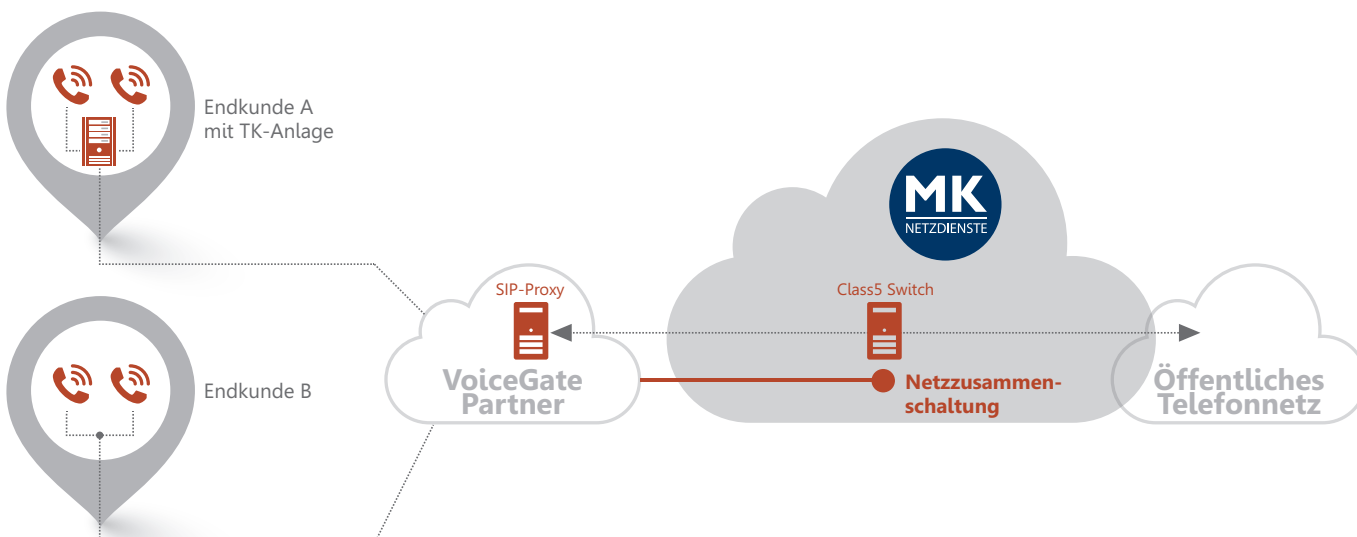 Endkunde A
mit TK-Anlage
MK
NETZDIENSTE
SIP-Proxy
Class5 Switch
VoiceGate
Partner
Netzzusammen-
schaltung
Öffentliches
Telefonnetz
Endkunde B